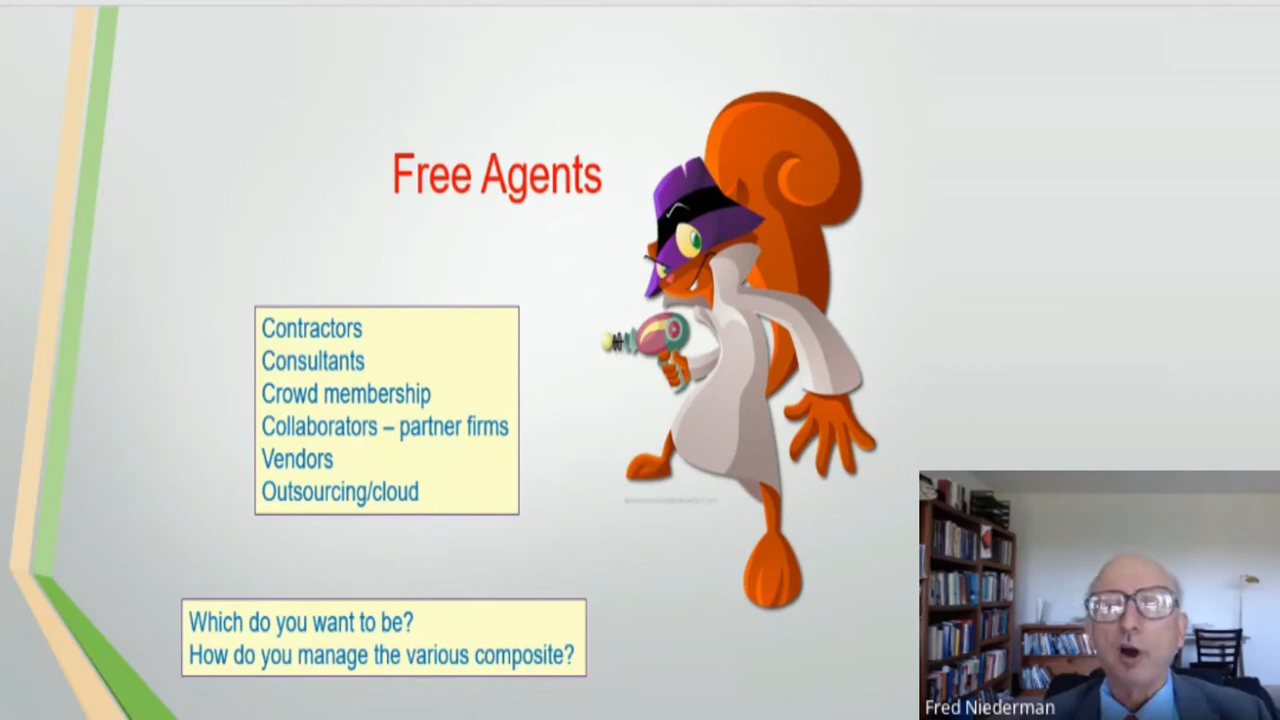 Free Agents
Contractors
Consultants
Crowd membership
Collaborators – partner firms
Vendors
Outsourcing/cloud
Which do you want to be?
How do you manage the various composite?
Fred Niederman